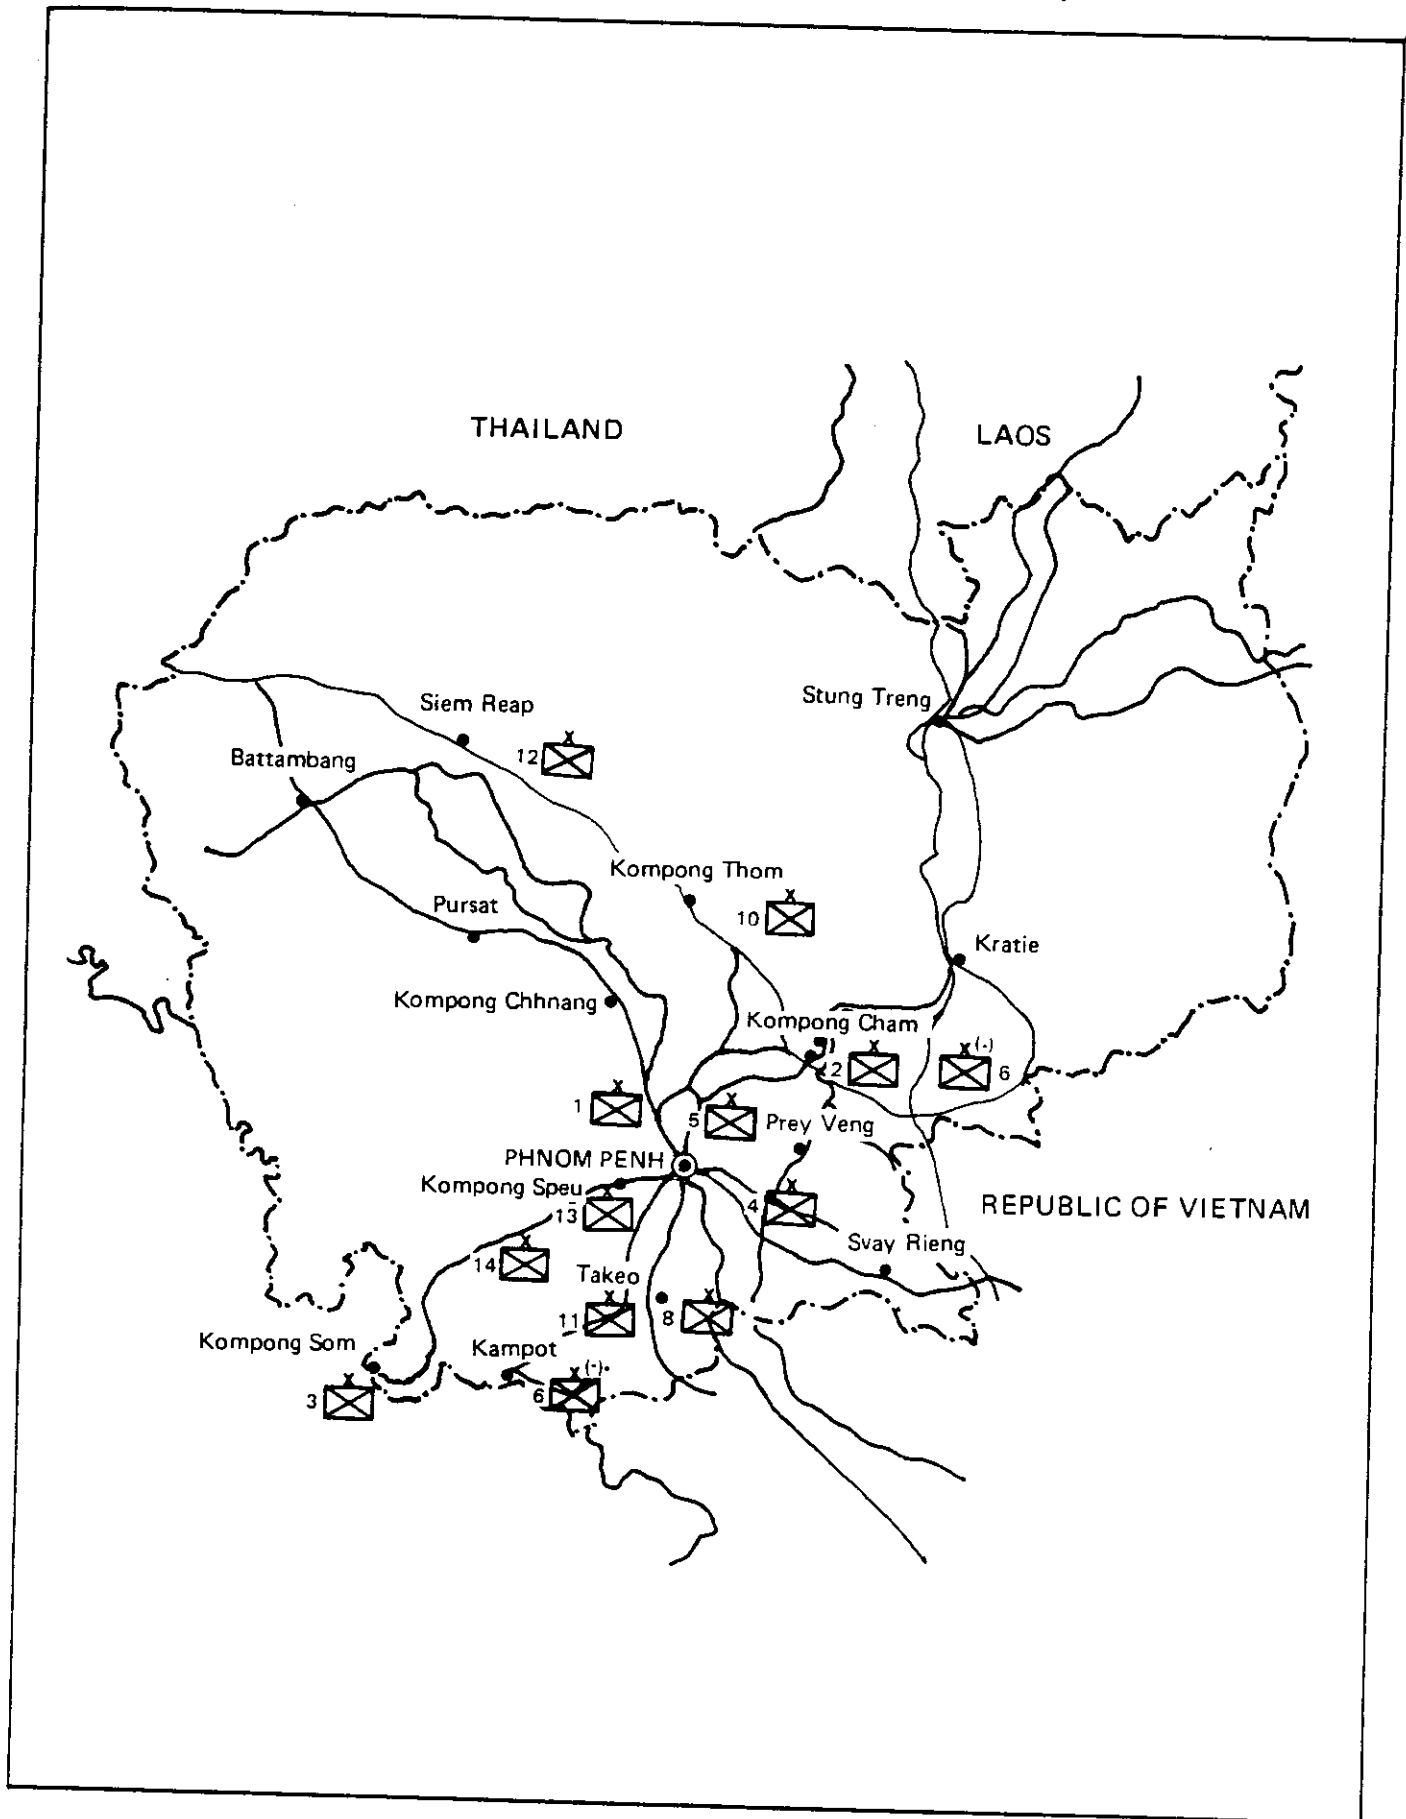 THAILAND
LAOS
Siem Reap
Stung Treng
12 X
Battambang
Kompong Thom
X
10
Pursat
Kratie
Kompong Chhnang
Kompong Cham
X
2
X (-)
6
X
1
X
5
Prey Veng
PHNOM PENH
Kompong Speu
X
13
X
4
REPUBLIC OF VIETNAM
Svay Rieng
X
14
Takeo
X
11
X
8
Kompong Som
Kampot
X
3
X (-)
6